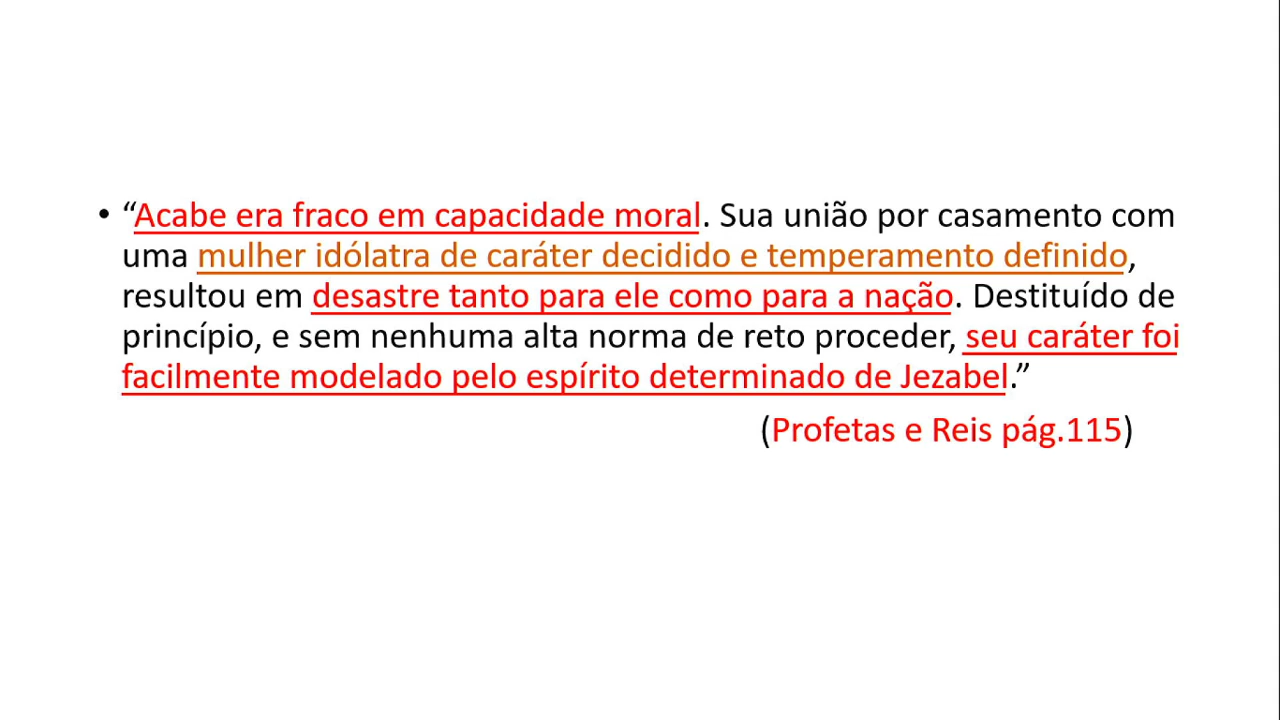 • “Acabe era fraco em capacidade moral. Sua união por casamento com
uma mulher idólatra de caráter decidido e temperamento definido,
resultou em desastre tanto para ele como para a nação. Destituído de
princípio, e sem nenhuma alta norma de reto proceder, seu caráter foi
facilmente modelado pelo espírito determinado de Jezabel.”
(Profetas e Reis pág.115)